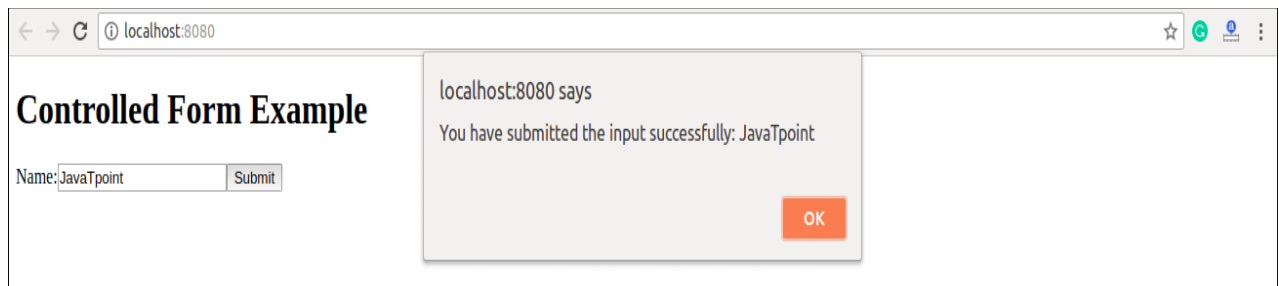 localhost:8080
localhost:8080 says
You have submitted the input successfully: JavaTpoint
OK
Controlled Form Example
Name: JavaTpoint Submit